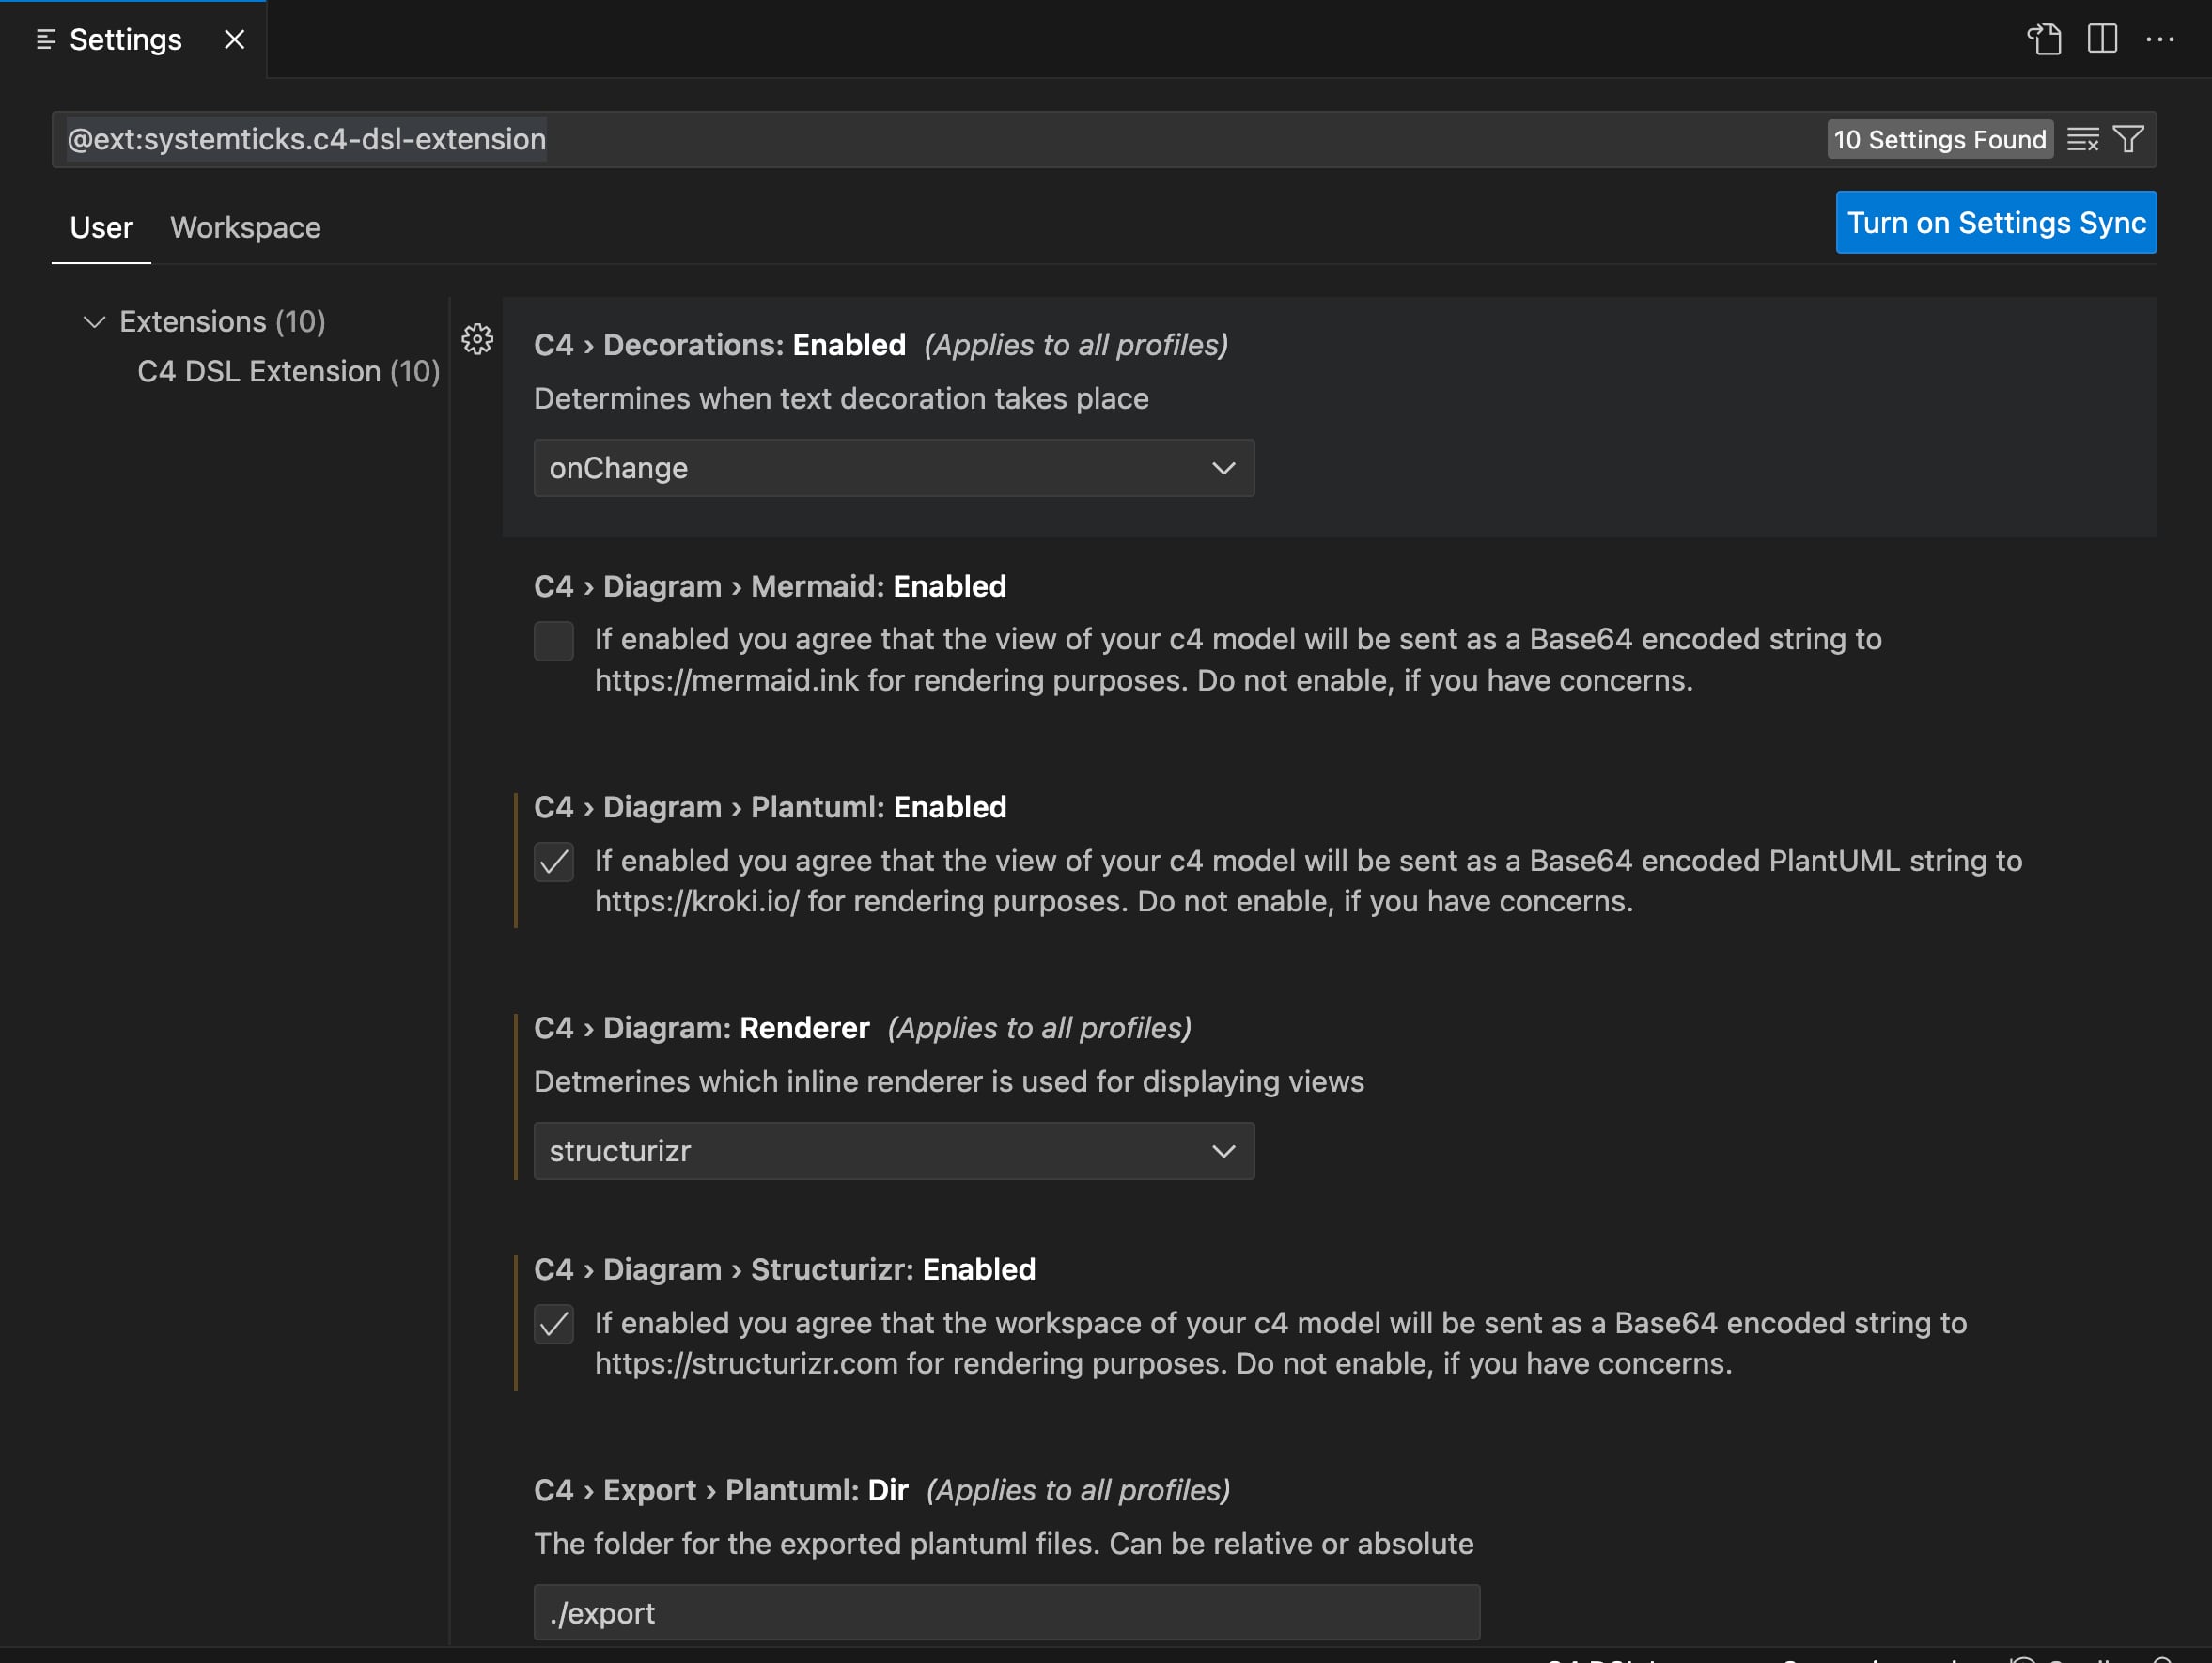 Settings
@ext:systemticks.c4-dsl-extension
10 Settings Found
User Workspace
Turn on Settings Sync
Extensions (10)
C4 DSL Extension (10)
C4 › Decorations: Enabled (Applies to all profiles)
Determines when text decoration takes place
onChange
C4 › Diagram › Mermaid: Enabled
If enabled you agree that the view of your c4 model will be sent as a Base64 encoded string to
https://mermaid.ink for rendering purposes. Do not enable, if you have concerns.
C4 › Diagram › Plantuml: Enabled
If enabled you agree that the view of your c4 model will be sent as a Base64 encoded PlantUML string to
https://kroki.io/ for rendering purposes. Do not enable, if you have concerns.
C4 › Diagram: Renderer (Applies to all profiles)
Detmerines which inline renderer is used for displaying views
structurizr
C4 › Diagram › Structurizr: Enabled
If enabled you agree that the workspace of your c4 model will be sent as a Base64 encoded string to
https://structurizr.com for rendering purposes. Do not enable, if you have concerns.
C4 › Export › Plantuml: Dir (Applies to all profiles)
The folder for the exported plantuml files. Can be relative or absolute
./export